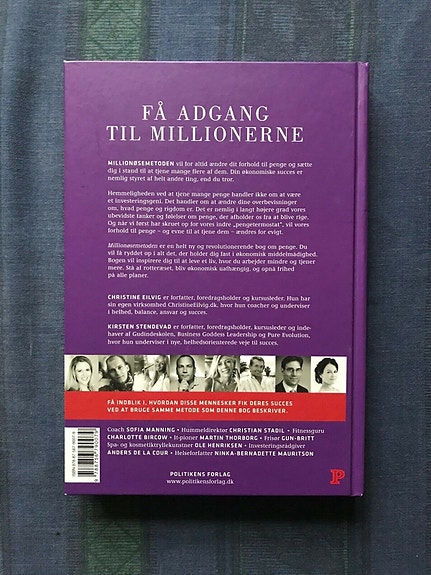 FÅ ADGANG
TIL MILLIONERNE
MILLIONØSEMETODEN vil for altid ændre dit forhold til penge og sætte
dig i stand til at tjene mange flere af dem. Din økonomiske succes er
nemlig styret af helt andre ting, end du tror.
Hemmeligheden ved at tjene mange penge handler ikke om at være
et investeringsgeni. Det handler om at ændre dine overbevisninger
om, hvad penge og rigdom er. Det er nemlig i langt højere grad vores
ubevidste tanker og følelser om penge, der afholder os fra at blive rige.
Og når vi først har skruet op for vores indre „pengetermostat", vil vores
forhold til penge – og evne til at tjene dem – ændres for evigt.
Millionøsemetoden er en helt ny og revolutionerende bog om penge. Du
vil få ryddet op i alt det, der holder dig fast i økonomisk middelmådighed.
Bogen vil inspirere dig til at leve et liv, hvor du arbejder mindre og tjener
mere. Slå af rotteræset, bliv økonomisk uafhængig, og opnå frihed
på alle planer.
CHRISTINE EILVIG er forfatter, foredragsholder og kursusleder. Hun har
sin egen virksomhed ChristineEilvig.dk, hvor hun coacher og underviser
i helhed, balance, ansvar og succes.
KIRSTEN STENDEVAD er forfatter, foredragsholder, kursusleder og inde-
haver af Gudindeskolen, Business Goddess Leadership og Pure Evolution,
hvor hun underviser i nye, helhedsorienterede veje til succes.
FÅ INDBLIK I, HVORDAN DISSE MENNESKER FIK DERES SUCCES
VED AT BRUGE SAMME METODE SOM DENNE BOG BESKRIVER.
Coach SOFIA MANNING • Hummeldirektør CHRISTIAN STADIL • Fitnessguru
CHARLOTTE BIRCOW • It-pioner MARTIN THORBORG • Frisør GUN-BRITT
Spa- og kosmetiktryllekunstner OLE HENRIKSEN • Investeringsrådgiver
ANDERS DE LA COUR • Helseforfatter NINKA-BERNADETTE MAURITSON
POLITIKENS FORLAG
www.politikensforlag.dk
P